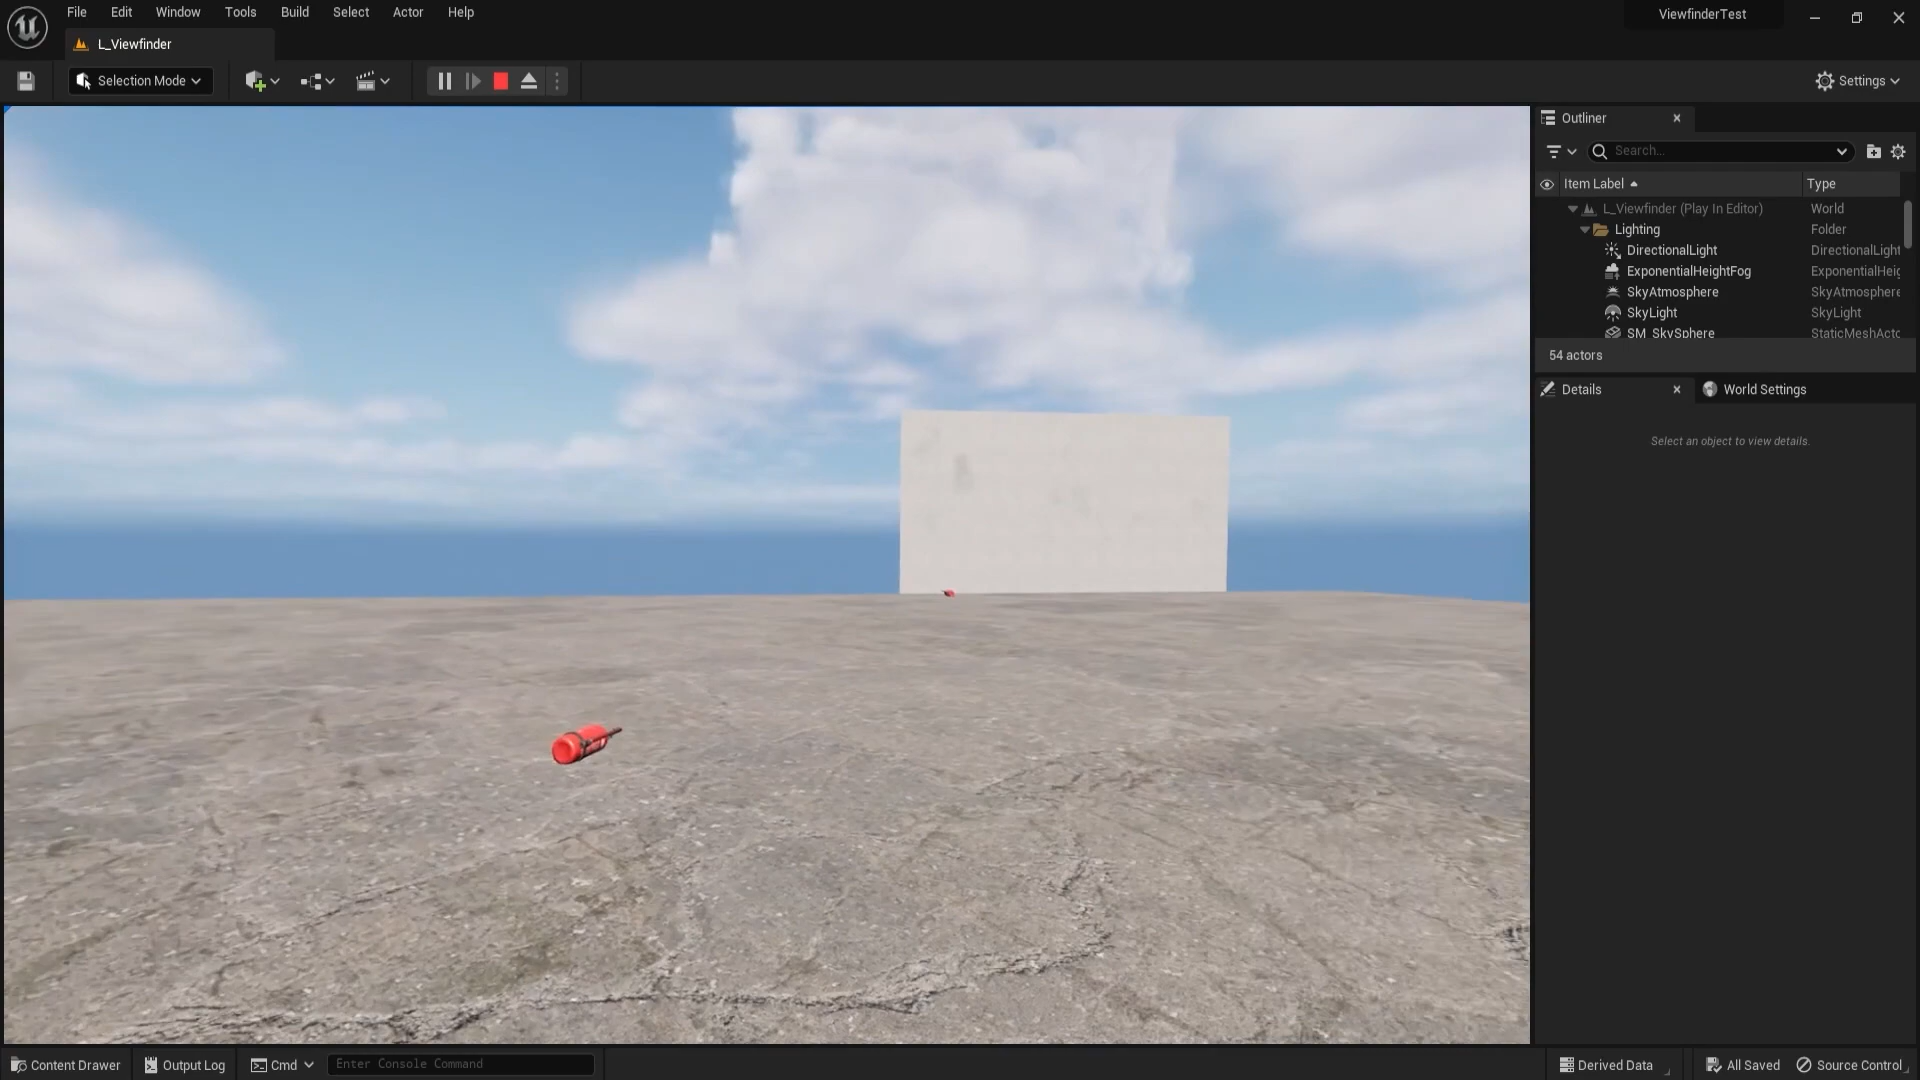 File Edit Window Tools Build Select Actor Help
ViewfinderTest
L_Viewfinder
Selection Mode
Settings
Outliner
Search...
Item Label Type
L_Viewfinder (Play In Editor) World
Lighting Folder
DirectionalLight DirectionalLight
ExponentialHeightFog ExponentialHeig
SkyAtmosphere SkyAtmosphere
SkyLight SkyLight
SM_SkySphere StaticMeshActo
54 actors
Details World Settings
Select an object to view details.
Content Drawer Output Log Cmd Enter Console Command Derived Data All Saved Source Control